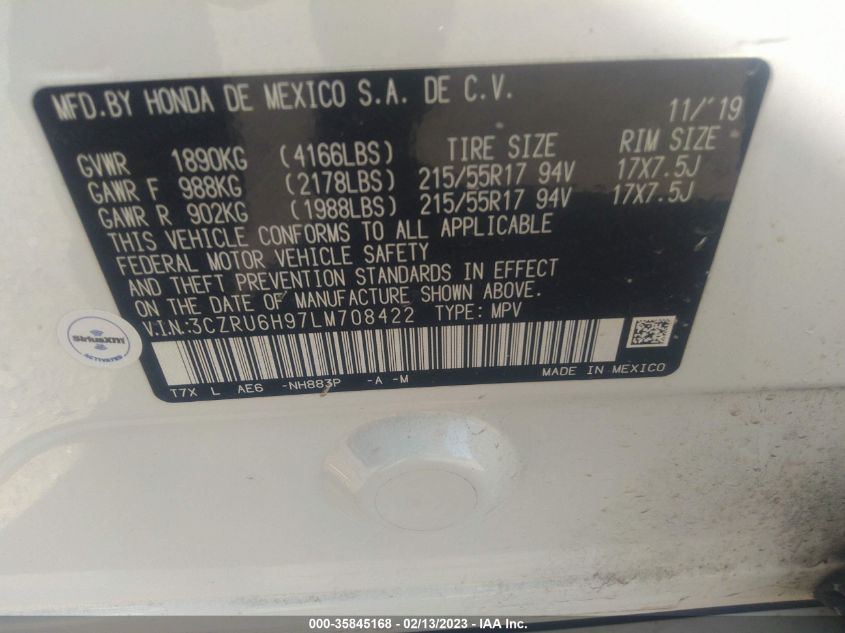 MFD.BY HONDA DE MEXICO S.A. DE C.V. 11/'19
GVWR 1890KG (4166LBS) TIRE SIZE RIM SIZE
GAWR F 988KG (2178LBS) 215/55R17 94V 17X7.5J
GAWR R 902KG (1988LBS) 215/55R17 94V 17X7.5J
THIS VEHICLE CONFORMS TO ALL APPLICABLE
FEDERAL MOTOR VEHICLE SAFETY
AND THEFT PREVENTION STANDARDS IN EFFECT
ON THE DATE OF MANUFACTURE SHOWN ABOVE.
V.I.N:3CZRU6H97LM708422 TYPE: MPV
SiriusXM
ACTIVATED
T7X L AE6 -NH883P -A -M MADE IN MEXICO
000-35845168 - 02/13/2023 - IAA Inc.